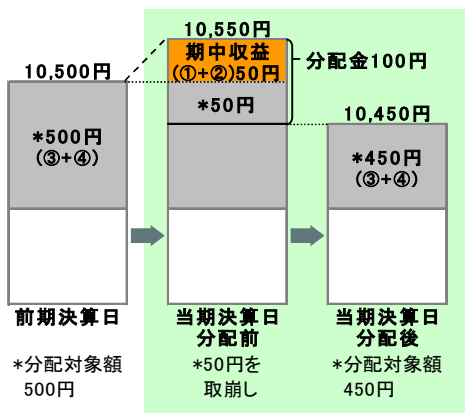 10,550円
期中収益
(①+②)50円
分配金100円
*50円
10,500円
*500円
(③+④)
10,450円
*450円
(③+④)
前期決算日
*分配対象額
500円
当期決算日
分配前
*50円を
取崩し
当期決算日
分配後
*分配対象額
450円